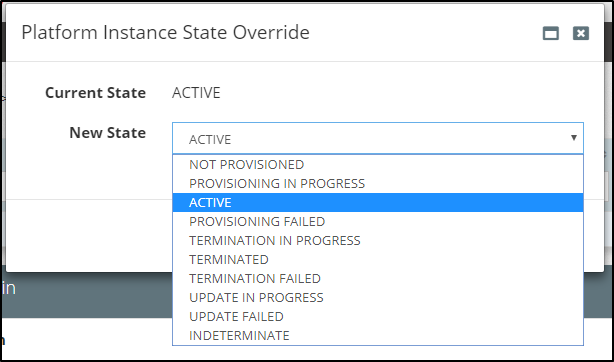 Platform Instance State Override
Current State ACTIVE
New State ACTIVE
NOT PROVISIONED
PROVISIONING IN PROGRESS
ACTIVE
PROVISIONING FAILED
TERMINATION IN PROGRESS
TERMINATED
TERMINATION FAILED
UPDATE IN PROGRESS
UPDATE FAILED
INDETERMINATE
in